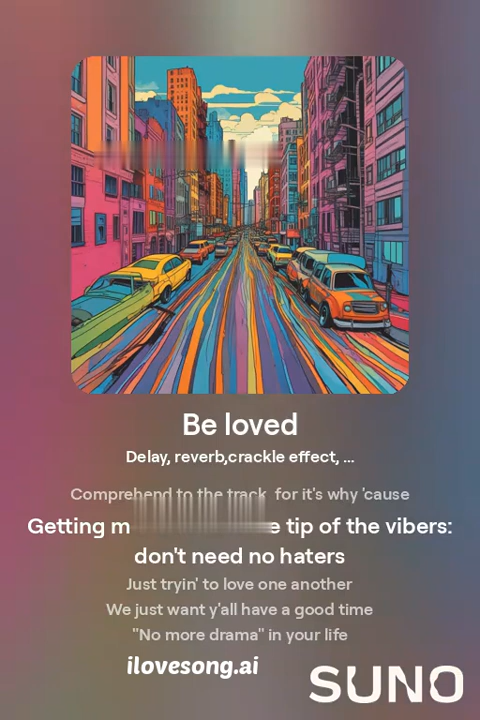 Be loved
Delay, reverb,crackle effect, ...
Comprehend to the track for it's why 'cause
Getting tip of the vibers:
don't need no haters
Just tryin' to love one another
We just want y'all have a good time
"No more drama" in your life
ilovesong.ai
SUNO